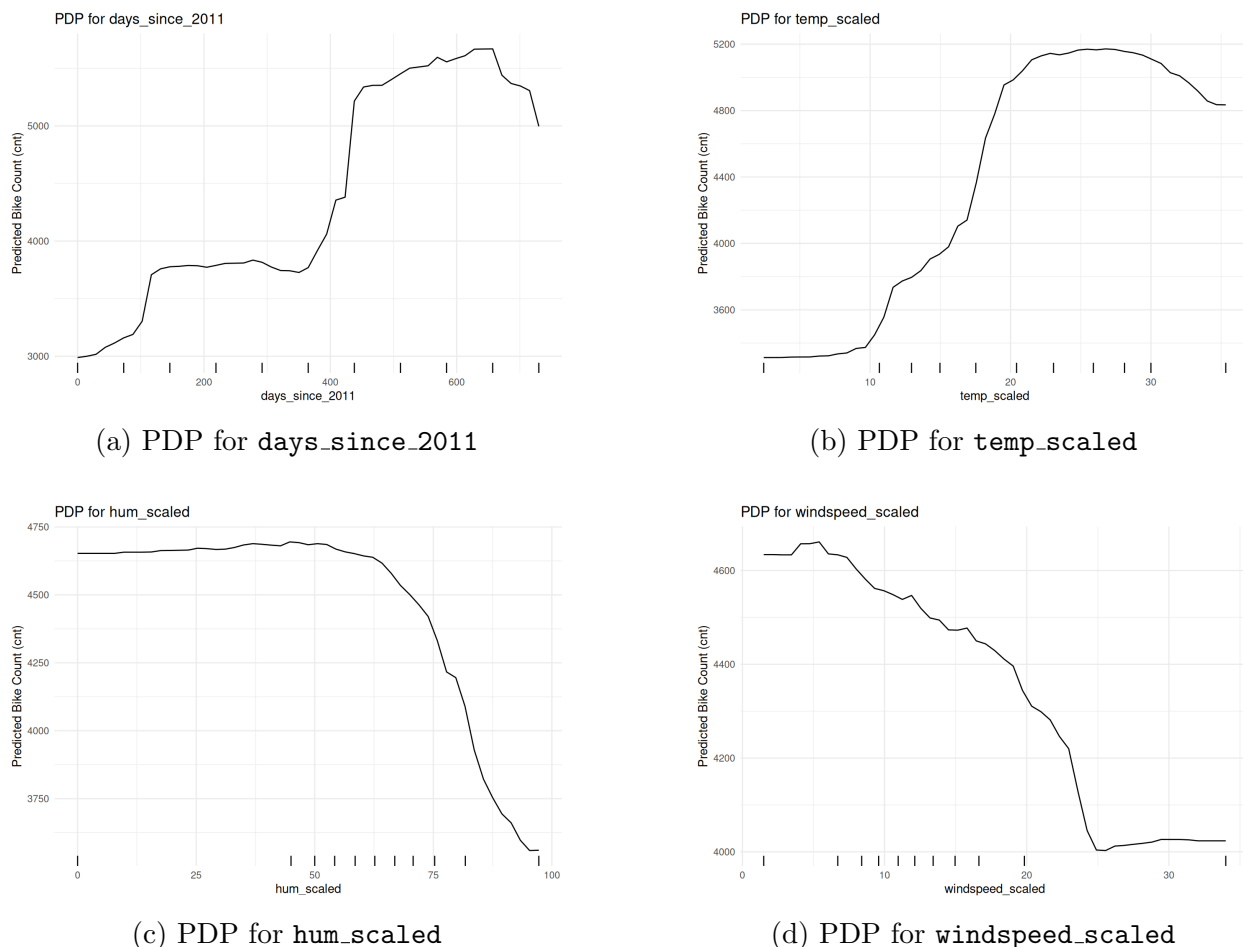 PDP for days_since_2011
Predicted Bike Count (cnt)
5000
4000
3000
0
200
400
600
days_since_2011
(a) PDP for days_since_2011
PDP for temp_scaled
Predicted Bike Count (cnt)
5200
4800
4400
4000
3600
10
20
30
temp_scaled
(b) PDP for temp_scaled
PDP for hum_scaled
Predicted Bike Count (cnt)
4750
4500
4250
4000
3750
0
25
50
75
100
hum_scaled
(c) PDP for hum_scaled
PDP for windspeed_scaled
Predicted Bike Count (cnt)
4600
4400
4200
4000
0
10
20
30
windspeed_scaled
(d) PDP for windspeed_scaled